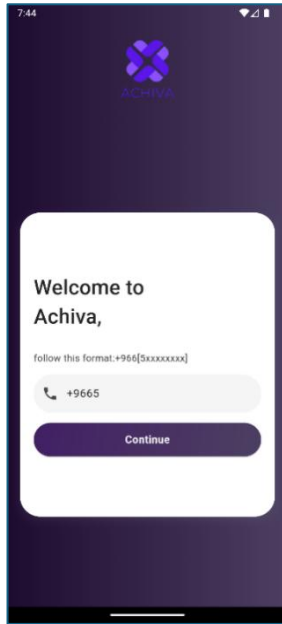 7:44
ACHIVA
Welcome to
Achiva,
follow this format:+966[5xxxxxxxx]
+9665
Continue